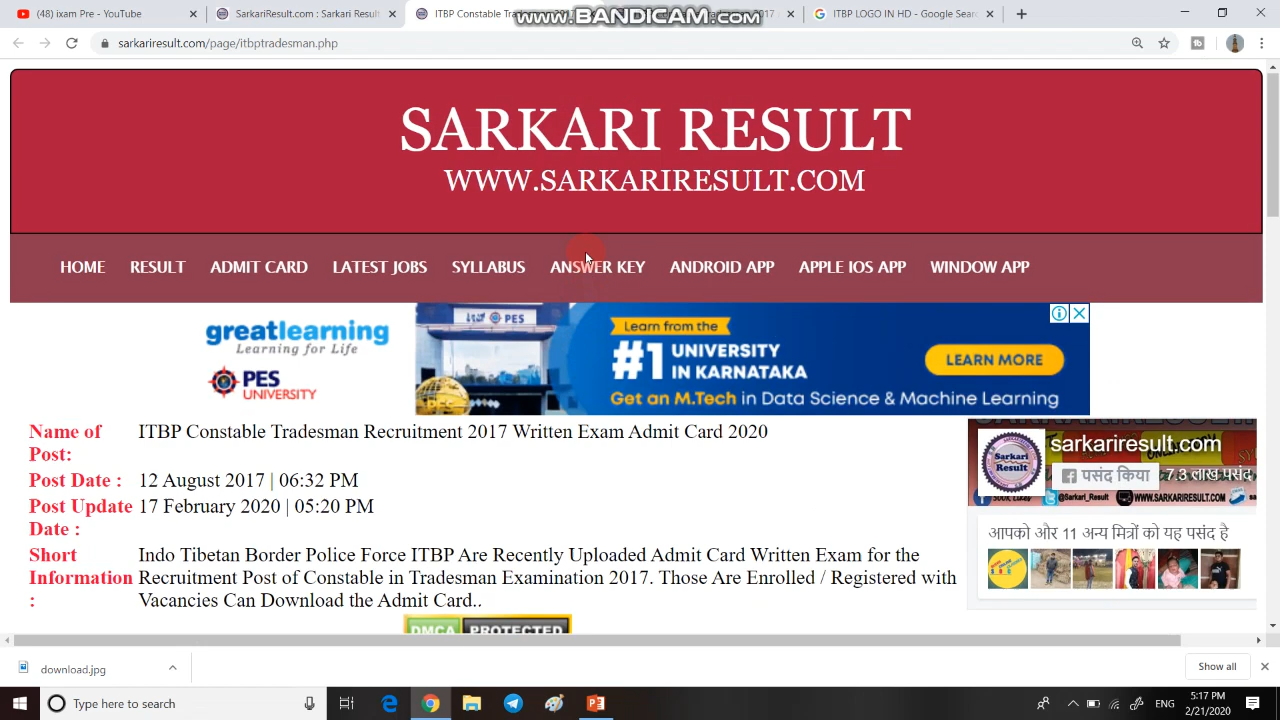 (48) ixam Pre -
SarkariResult.com : Sarkari Result
ITBP Constable Tra
ITBP LOGO IN HD - Google Sear
WWW.BANDICAM.COM
sarkariresult.com/page/itbptradesman.php
SARKARI RESULT
WWW.SARKARIRESULT.COM
HOME RESULT ADMIT CARD LATEST JOBS SYLLABUS ANSWER KEY ANDROID APP APPLE IOS APP WINDOW APP
greatlearning
Learning for Life
PES
UNIVERSITY
PES
Learn from the
#1 UNIVERSITY
IN KARNATAKA
Get an M.Tech in Data Science & Machine Learning
LEARN MORE
Name of Post: ITBP Constable Tradesman Recruitment 2017 Written Exam Admit Card 2020
Post Date : 12 August 2017 | 06:32 PM
Post Update Date : 17 February 2020 | 05:20 PM
Short Information : Indo Tibetan Border Police Force ITBP Are Recently Uploaded Admit Card Written Exam for the
Recruitment Post of Constable in Tradesman Examination 2017. Those Are Enrolled / Registered with
Vacancies Can Download the Admit Card..
DMCA PROTECTED
Sarkari
Result
sarkariresult.com
पसंद किया 7.3 लाख पसंद
@Sarkari_Result WWW.SARKARIRESULT.COM
आपको और 11 अन्य मित्रों को यह पसंद है
download.jpg
Show all
Type here to search
ENG
5:17 PM
2/21/2020